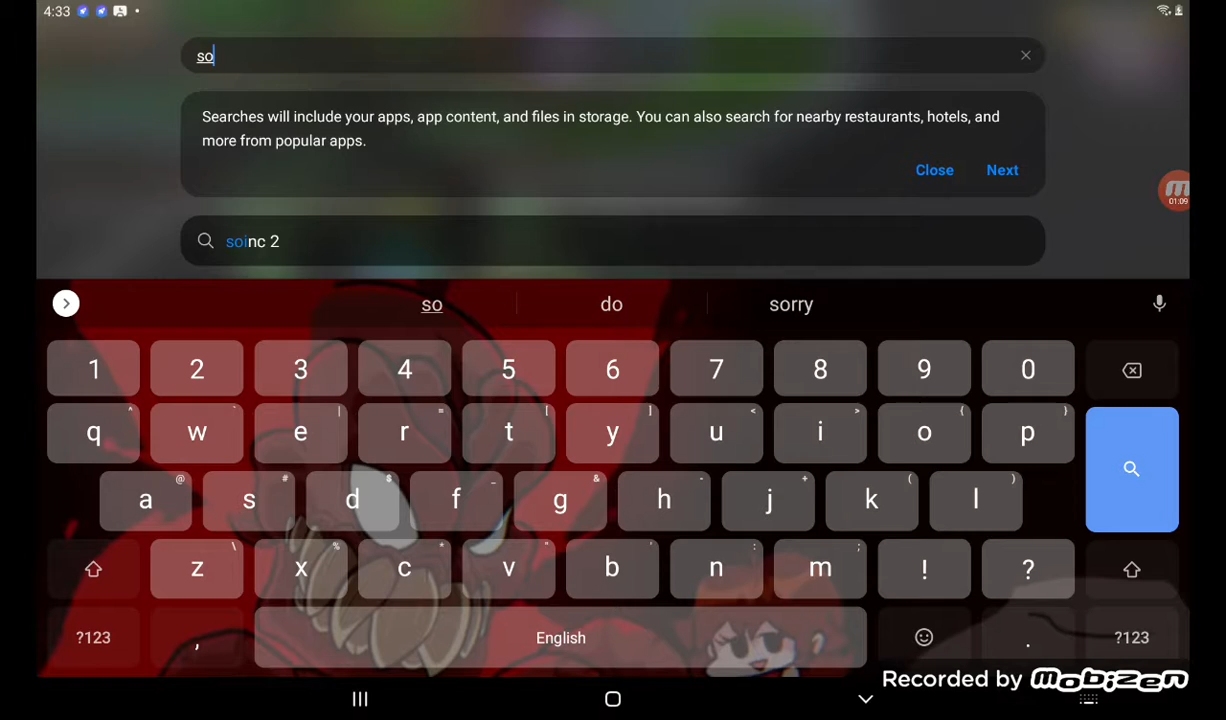 4:33
so
Searches will include your apps, app content, and files in storage. You can also search for nearby restaurants, hotels, and
more from popular apps.
Close Next
01:09
soinc 2
so do sorry
1 2 3 4 5 6 7 8 9 0
^ ~ | = [ ] < > { }
q w e r t y u i o p
@ # $ _ & - + ( )
a s d f g h j k l
\ % * " ' : ;
z x c v b n m ! ?
?123 , English . ?123
Recorded by mobizen